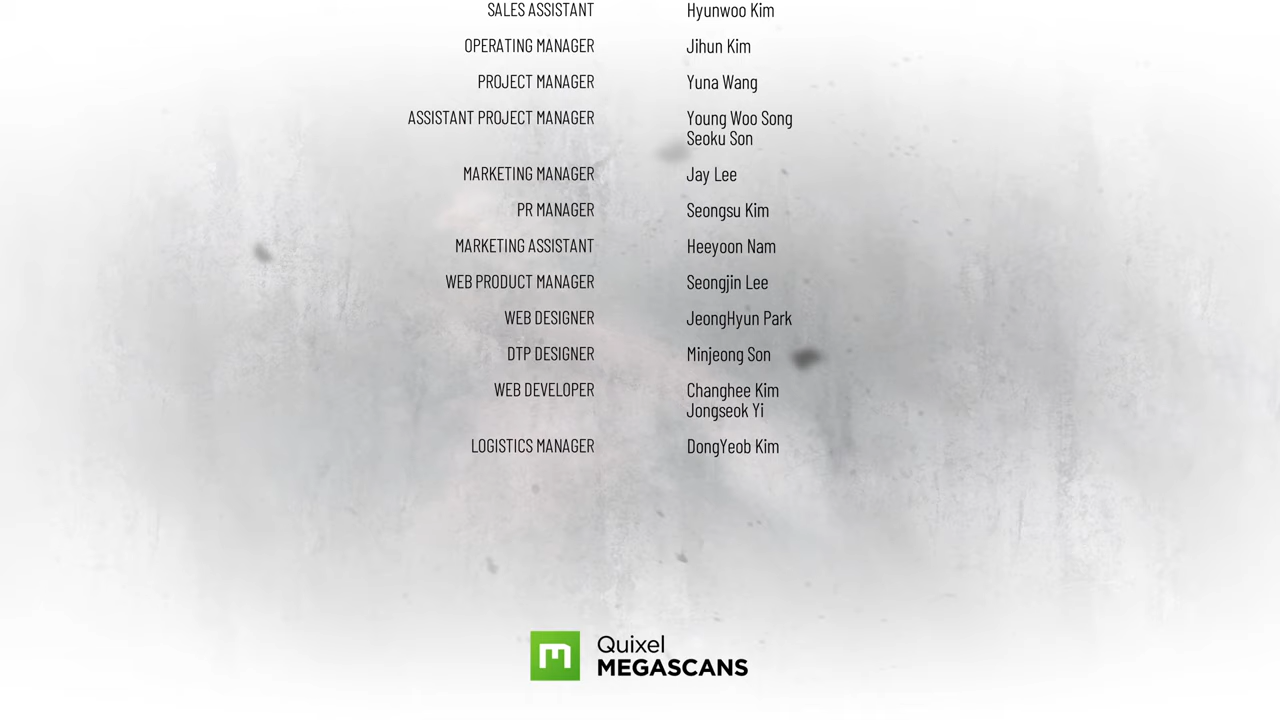 SALES ASSISTANT Hyunwoo Kim
OPERATING MANAGER Jihun Kim
PROJECT MANAGER Yuna Wang
ASSISTANT PROJECT MANAGER Young Woo Song
Seoku Son
MARKETING MANAGER Jay Lee
PR MANAGER Seongsu Kim
MARKETING ASSISTANT Heeyoon Nam
WEB PRODUCT MANAGER Seongjin Lee
WEB DESIGNER JeongHyun Park
DTP DESIGNER Minjeong Son
WEB DEVELOPER Changhee Kim
Jongseok Yi
LOGISTICS MANAGER DongYeob Kim
Quixel
MEGASCANS